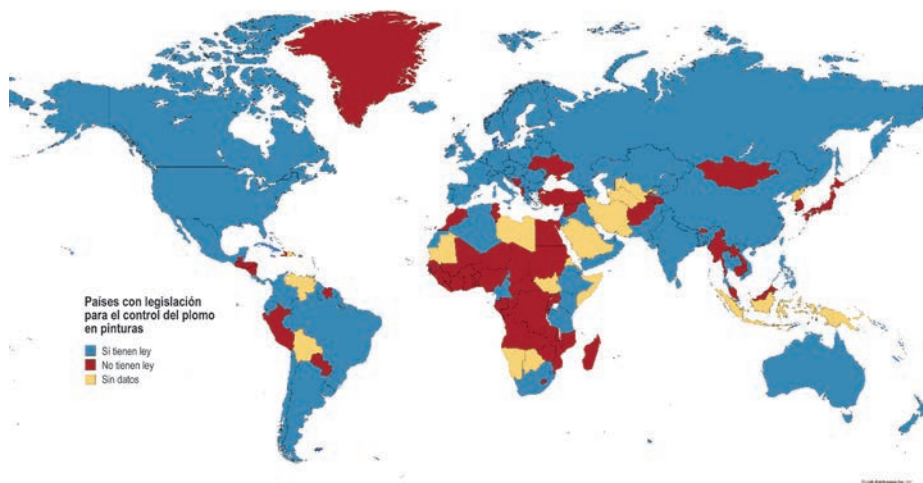 Países con legislación
para el control del plomo
en pinturas
Sí tienen ley
No tienen ley
Sin datos